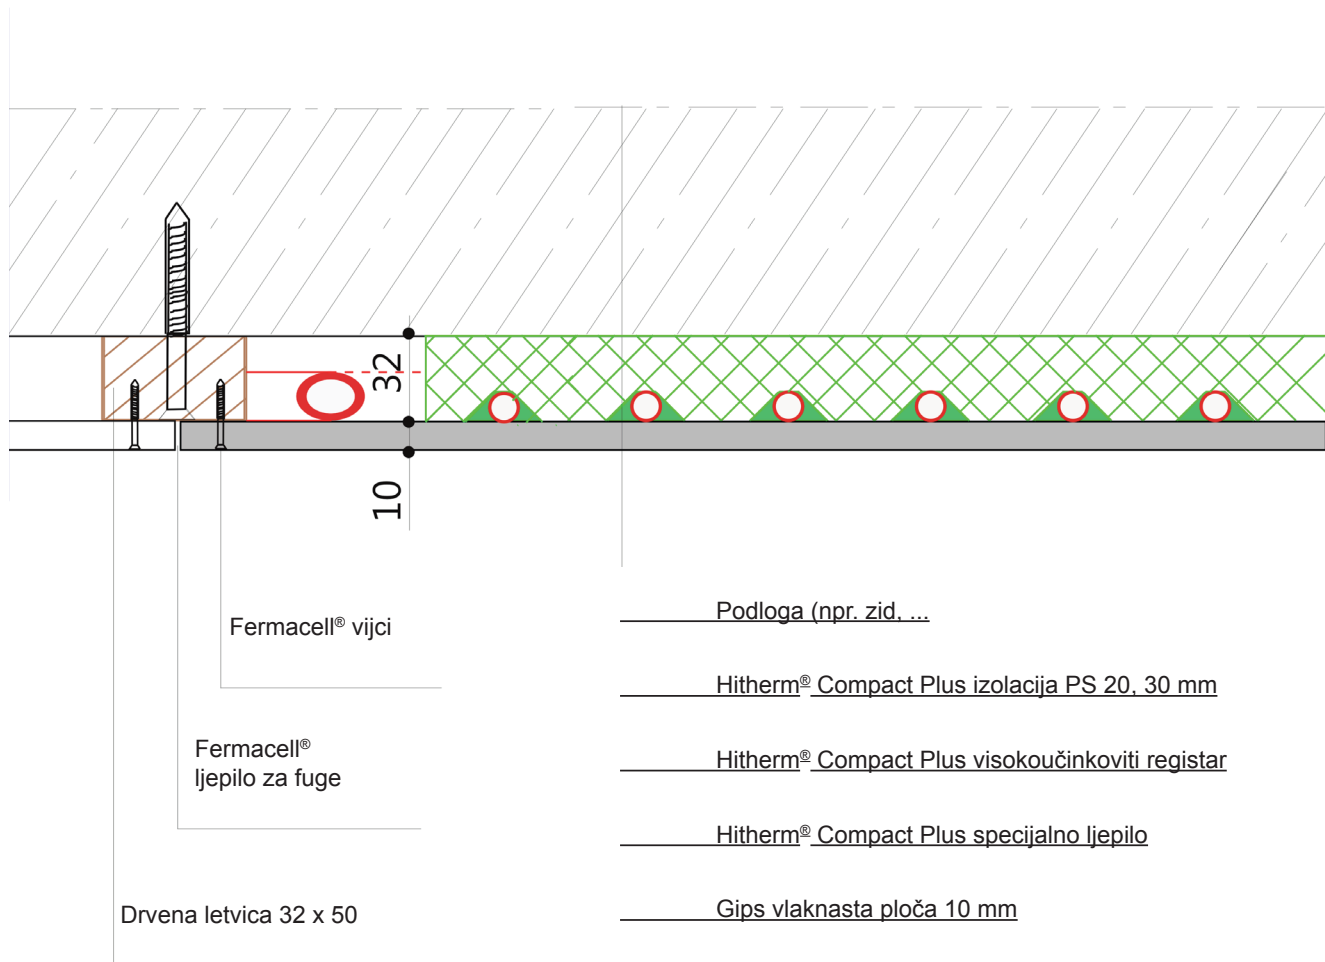 32
10
Fermacell® vijci
Fermacell®
ljepilo za fuge
Drvena letvica 32 x 50
Podloga (npr. zid, ...
Hitherm® Compact Plus izolacija PS 20, 30 mm
Hitherm® Compact Plus visokoučinkoviti registar
Hitherm® Compact Plus specijalno ljepilo
Gips vlaknasta ploča 10 mm